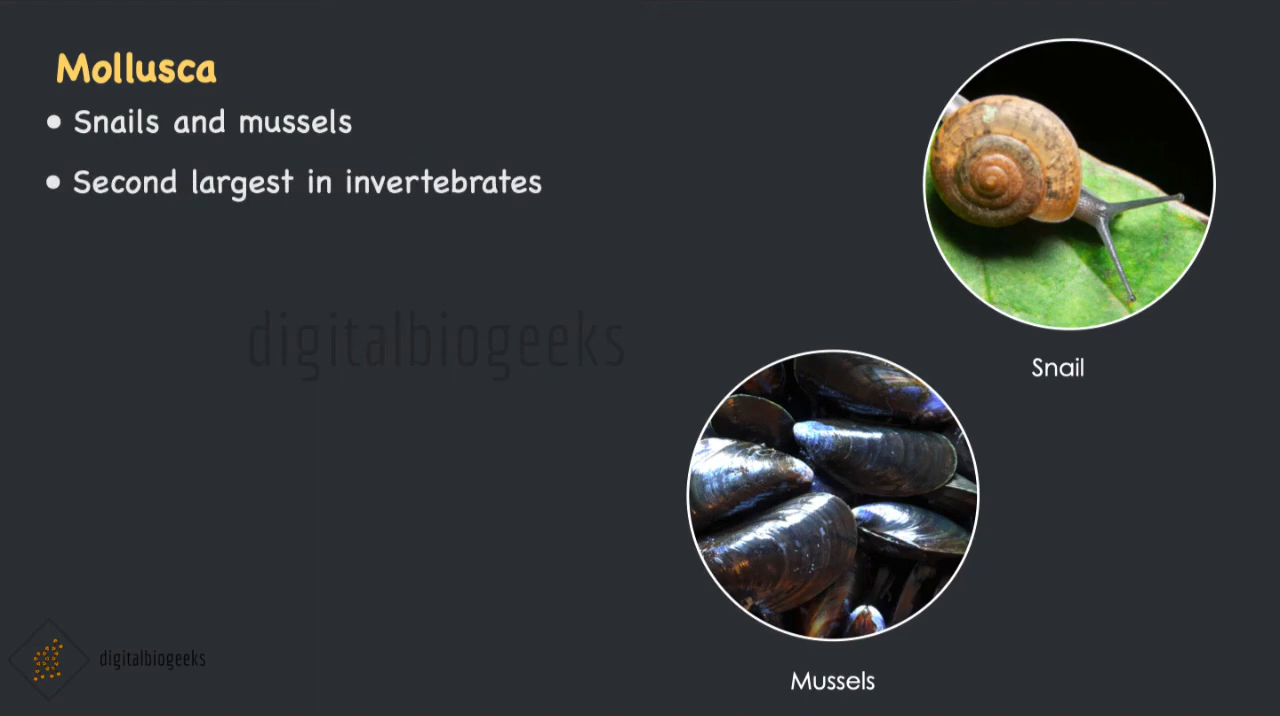 Mollusca
• Snails and mussels
• Second largest in invertebrates
digitalbiogeeks
Snail
Mussels
digitalbiogeeks